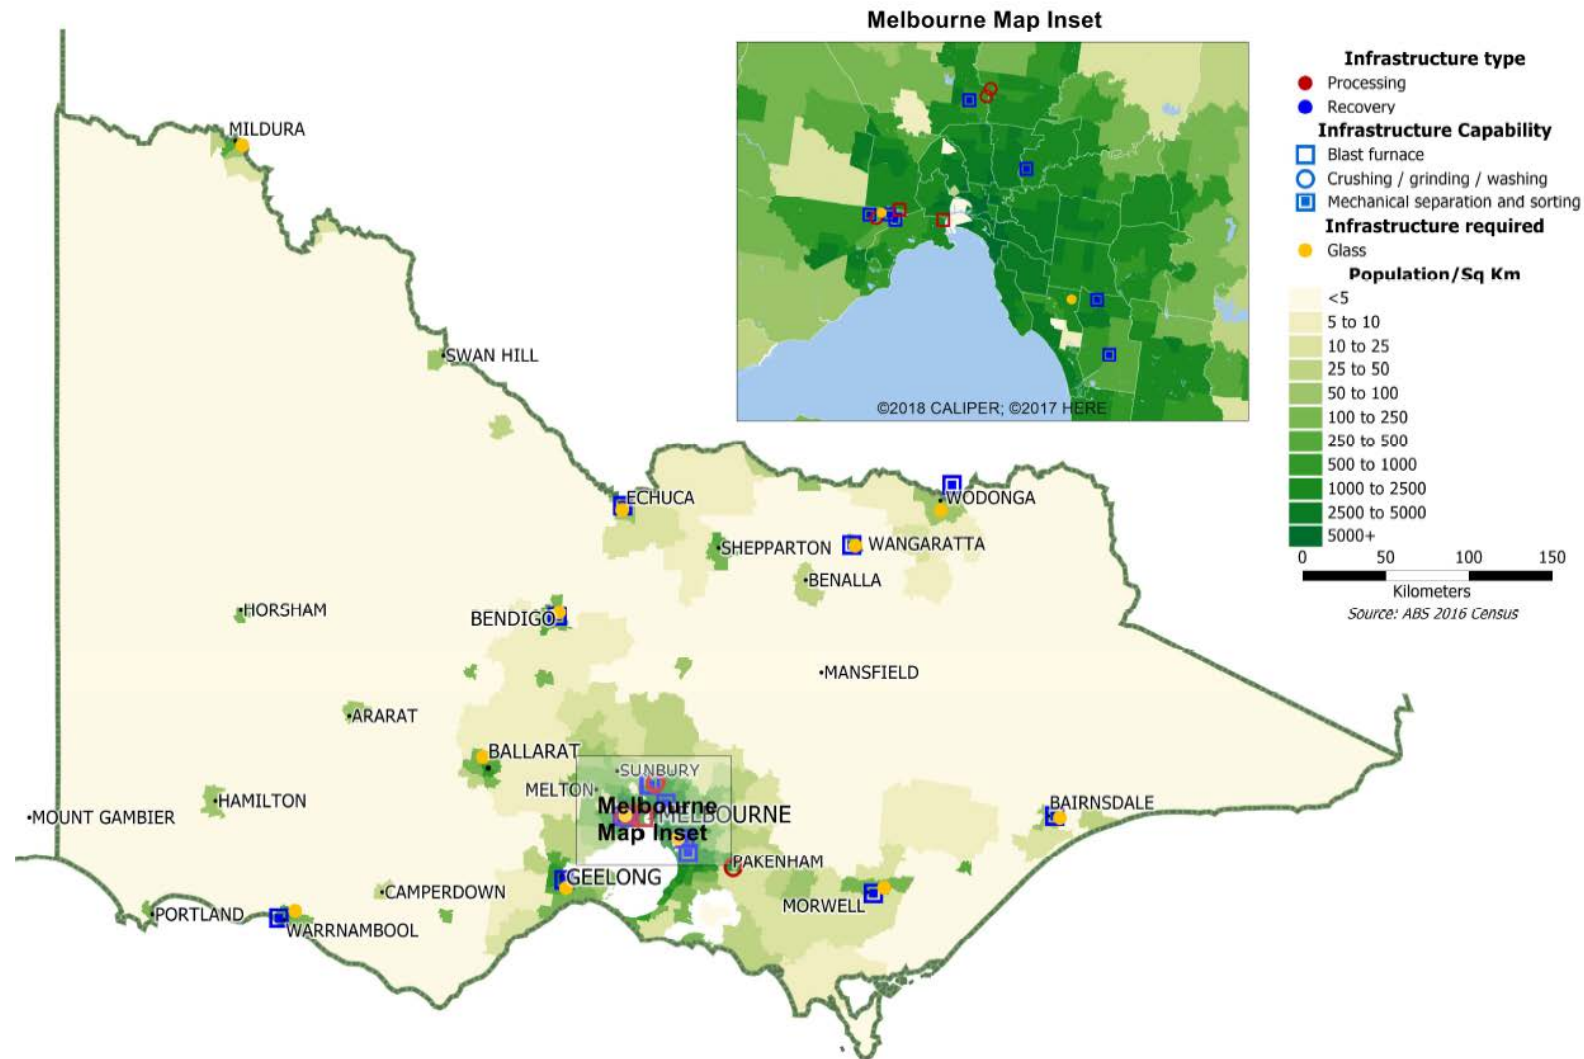 Melbourne Map Inset
©2018 CALIPER; ©2017 HERE
Infrastructure type
Processing
Recovery
Infrastructure Capability
Blast furnace
Crushing / grinding / washing
Mechanical separation and sorting
Infrastructure required
Glass
Population/Sq Km
<5
5 to 10
10 to 25
25 to 50
50 to 100
100 to 250
250 to 500
500 to 1000
1000 to 2500
2500 to 5000
5000+
0 50 100 150
Kilometers
Source: ABS 2016 Census
MILDURA
SWAN HILL
ECHUCA
WODONGA
SHEPPARTON
WANGARATTA
BENALLA
HORSHAM
BENDIGO
MANSFIELD
ARARAT
BALLARAT
SUNBURY
MELTON
HAMILTON
Melbourne
Map Inset
MELBOURNE
BAIRNSDALE
MOUNT GAMBIER
PAKENHAM
GEELONG
CAMPERDOWN
MORWELL
PORTLAND
WARRNAMBOOL